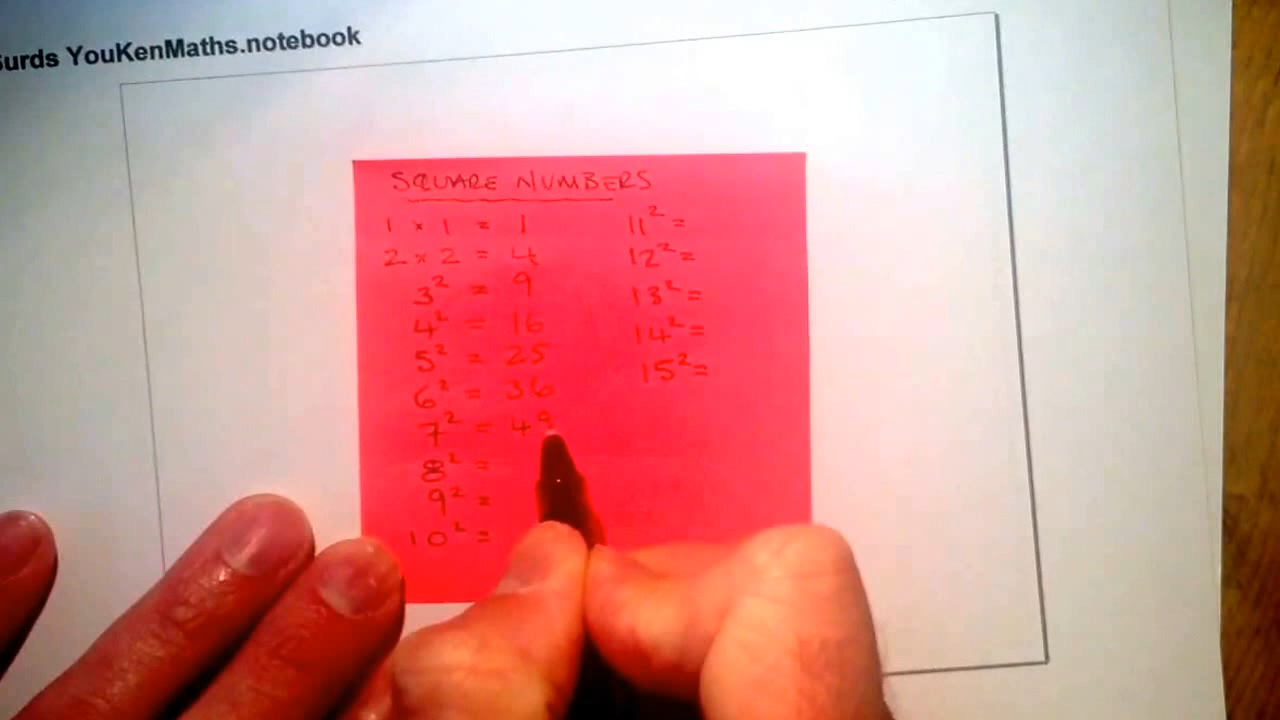 Surds YouKenMaths.notebook
SQUARE NUMBERS
1 × 1 = 1
2 × 2 = 4
3² = 9
4² = 16
5² = 25
6² = 36
7² = 49
8² =
9² =
10² =
11² =
12² =
13² =
14² =
15² =